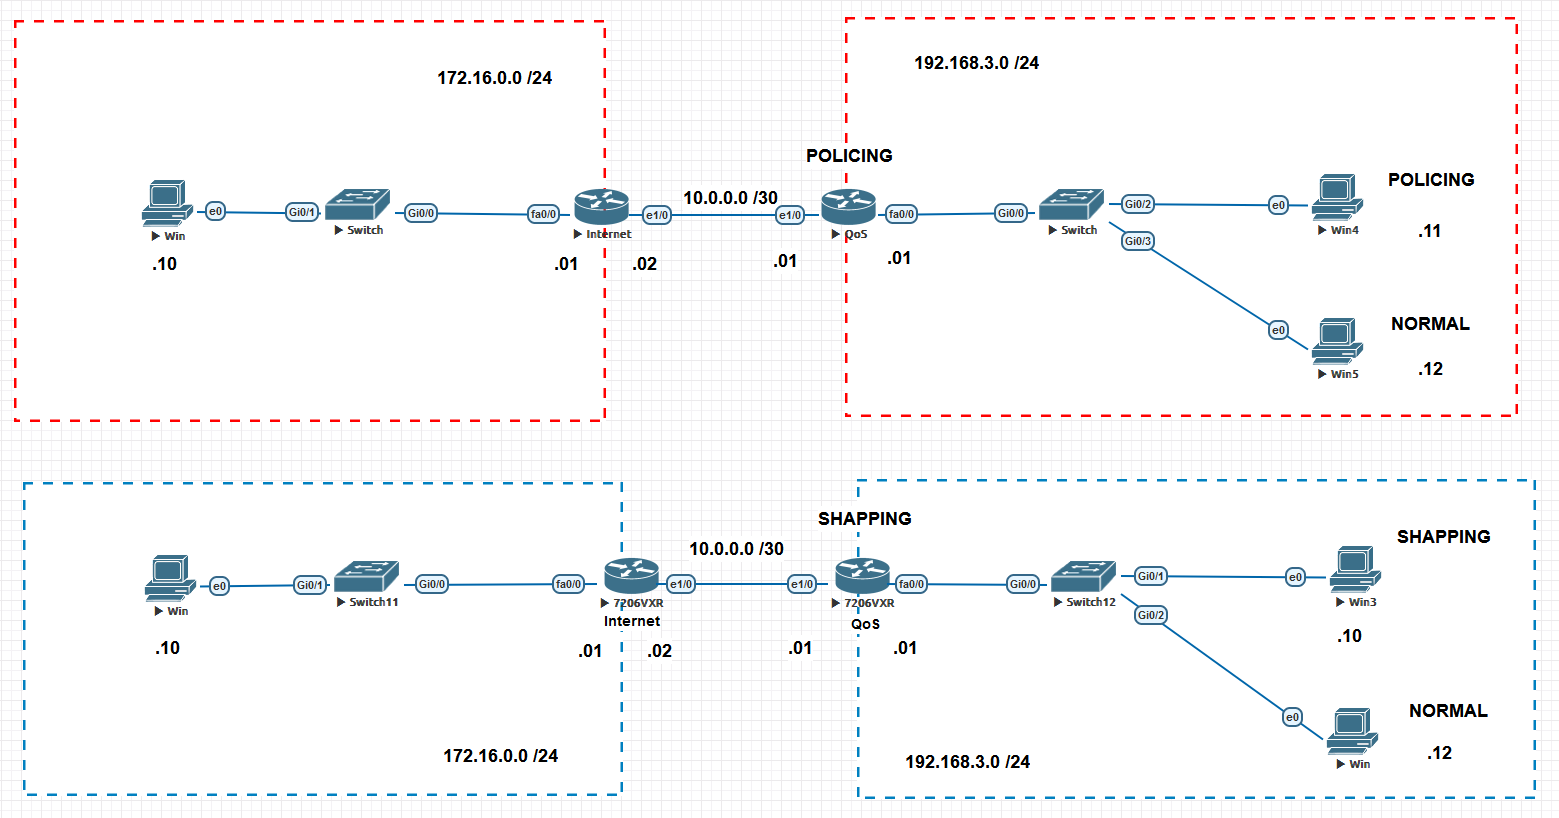 172.16.0.0 /24
192.168.3.0 /24
POLICING
POLICING
10.0.0.0 /30
e0
Gi0/1
Gi0/0
fa0/0
e1/0
e1/0
fa0/0
Gi0/0
Gi0/2
e0
Win
Switch
Internet
QoS
Switch
Win4
.11
Gi0/3
.10
.01
.02
.01
.01
NORMAL
e0
Win5
.12
SHAPPING
SHAPPING
10.0.0.0 /30
e0
Gi0/1
Gi0/0
fa0/0
e1/0
e1/0
fa0/0
Gi0/0
Gi0/1
e0
Win
Switch11
7206VXR
Internet
7206VXR
QoS
Switch12
Win3
.10
Gi0/2
.10
.01
.02
.01
.01
NORMAL
e0
.12
Win
172.16.0.0 /24
192.168.3.0 /24